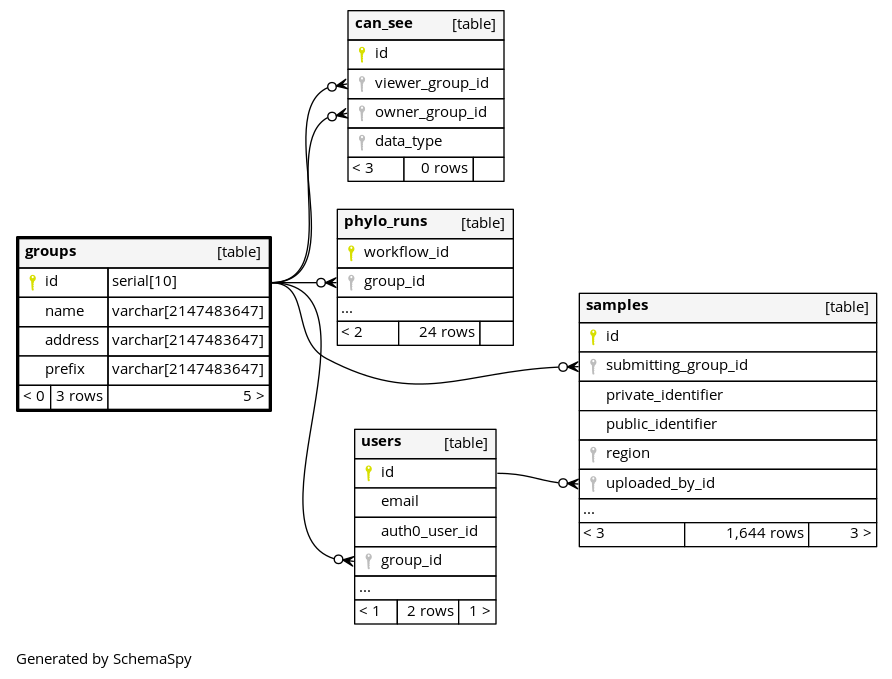 can_see [table]
id
viewer_group_id
owner_group_id
data_type
< 3 0 rows
phylo_runs [table]
workflow_id
group_id
...
< 2 24 rows
groups [table]
id serial[10]
name varchar[2147483647]
address varchar[2147483647]
prefix varchar[2147483647]
< 0 3 rows 5 >
samples [table]
id
submitting_group_id
private_identifier
public_identifier
region
uploaded_by_id
...
< 3 1,644 rows 3 >
users [table]
id
email
auth0_user_id
group_id
...
< 1 2 rows 1 >
Generated by SchemaSpy